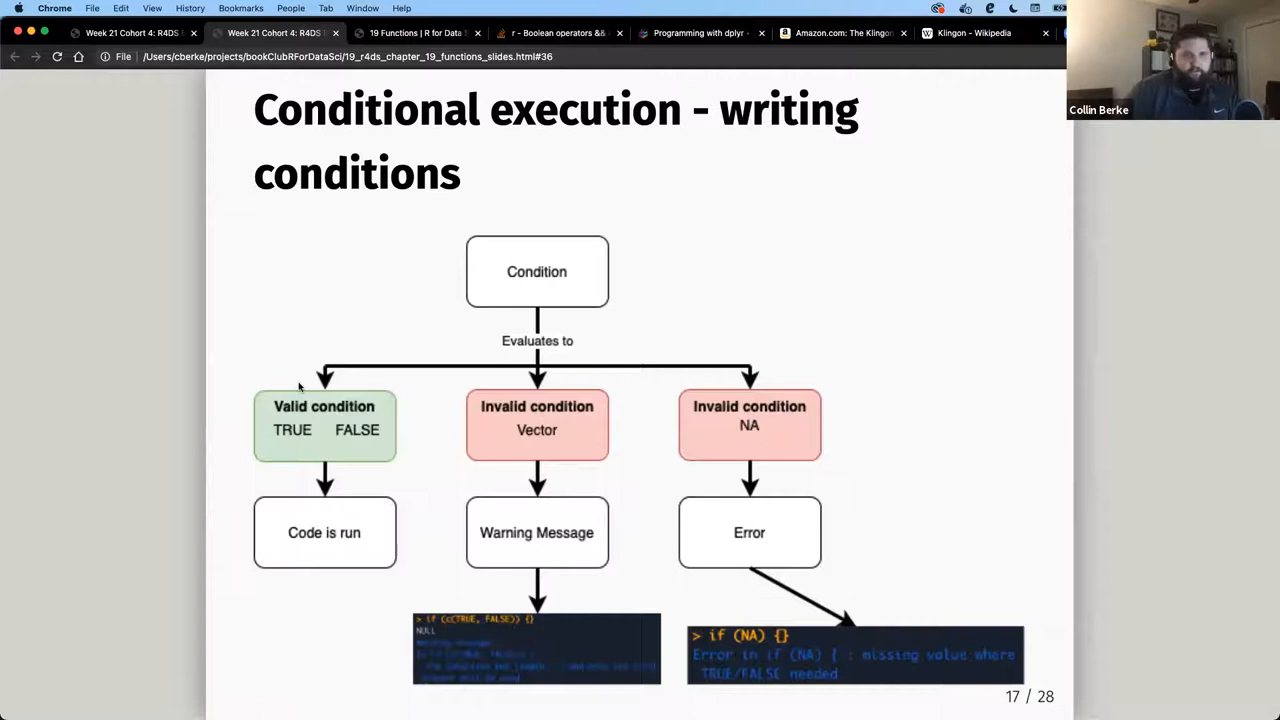 Chrome File Edit View History Bookmarks People Tab Window Help
Week 21 Cohort 4: R4DS Week 21 Cohort 4: R4DS 19 Functions | R for Data r - Boolean operators && Programming with dplyr Amazon.com: The Klingon Klingon - Wikipedia
File /Users/cberke/projects/bookClubRForDataSci/19_r4ds_chapter_19_functions_slides.html#36
Collin Berke
Conditional execution - writing
conditions
Condition
Evaluates to
Valid condition
TRUE FALSE
Invalid condition
Vector
Invalid condition
NA
Code is run
Warning Message
Error
> if (c(TRUE, FALSE)) {}
NULL
> if (NA) {}
Error in if (NA) { : missing value where
TRUE/FALSE needed
17 / 28